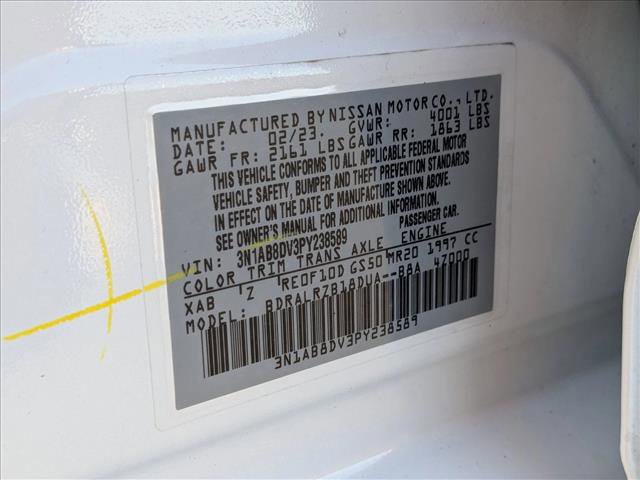 MANUFACTURED BY NISSAN MOTOR CO., LTD.
DATE: 02/23. GVWR: 4001 LBS
GAWR FR: 2161 LBS GAWR RR: 1863 LBS
THIS VEHICLE CONFORMS TO ALL APPLICABLE FEDERAL MOTOR
VEHICLE SAFETY, BUMPER AND THEFT PREVENTION STANDARDS
IN EFFECT ON THE DATE OF MANUFACTURE SHOWN ABOVE.
SEE OWNER'S MANUAL FOR ADDITIONAL INFORMATION.
VIN: 3N1AB8DV3PY238589 PASSENGER CAR.
COLOR TRIM TRANS AXLE ENGINE
XAB Z RE0F10D GS50 MR20 1997 CC
MODEL: BDRALRZB18DUA--BBA 47000
3N1AB8DV3PY238589